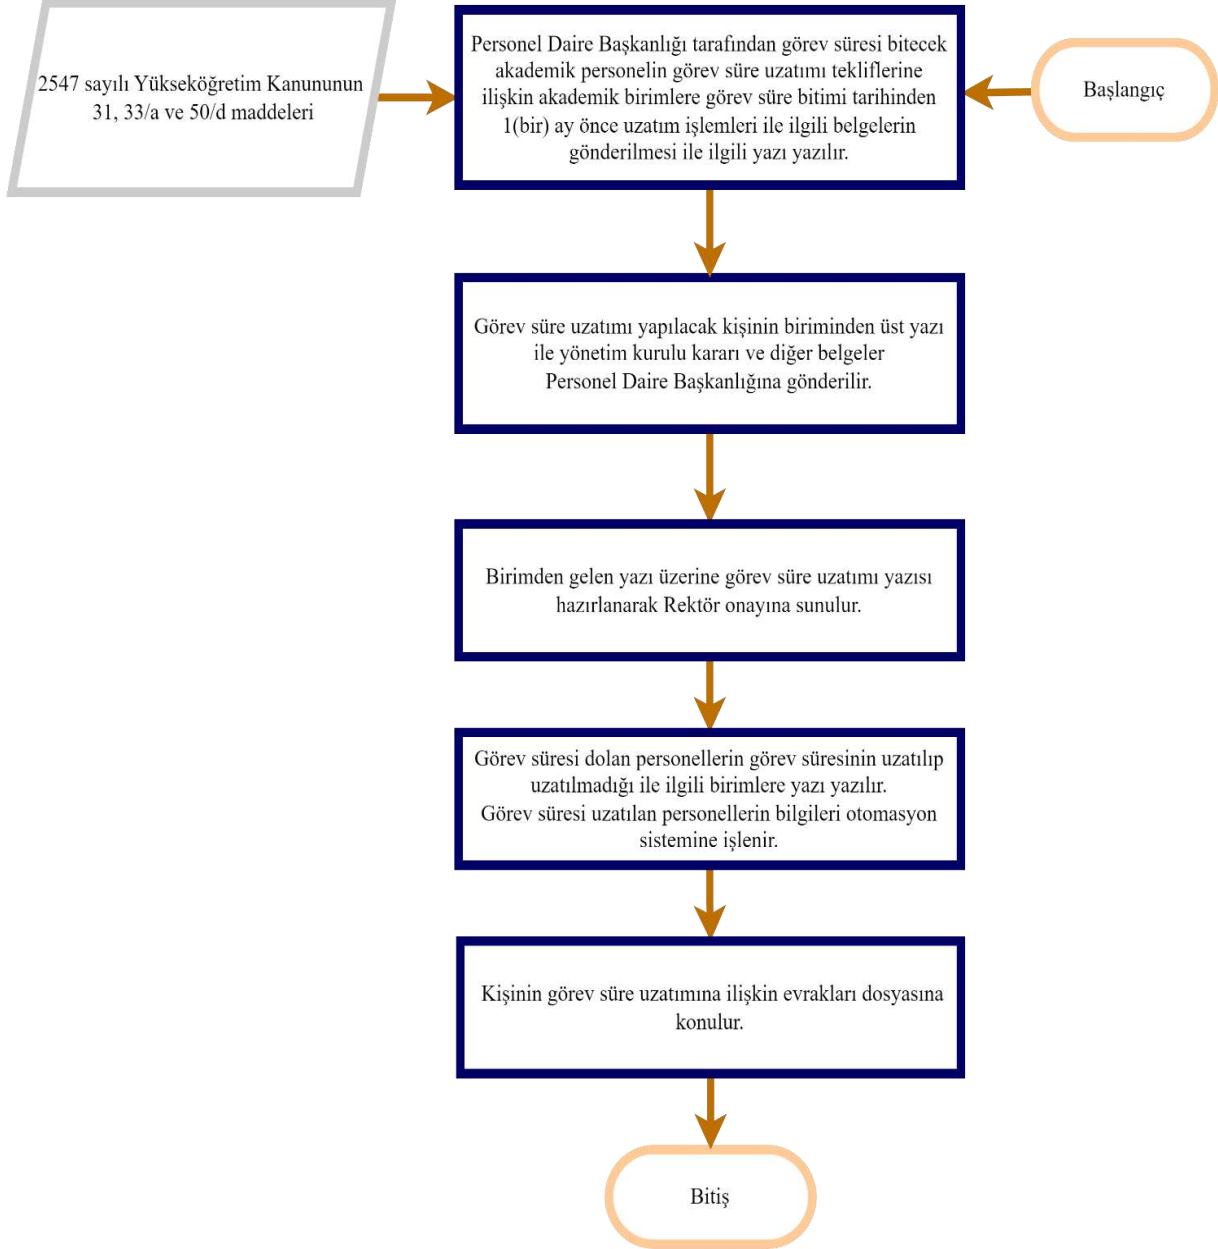 2547 sayılı Yükseköğretim Kanununun
31, 33/a ve 50/d maddeleri
Personel Daire Başkanlığı tarafından görev süresi bitecek
akademik personelin görev süre uzatımı tekliflerine
ilişkin akademik birimlere görev süre bitimi tarihinden
1(bir) ay önce uzatım işlemleri ile ilgili belgelerin
gönderilmesi ile ilgili yazı yazılır.
Başlangıç
Görev süre uzatımı yapılacak kişinin biriminden üst yazı
ile yönetim kurulu kararı ve diğer belgeler
Personel Daire Başkanlığına gönderilir.
Birimden gelen yazı üzerine görev süre uzatımı yazısı
hazırlanarak Rektör onayına sunulur.
Görev süresi dolan personellerin görev süresinin uzatılıp
uzatılmadığı ile ilgili birimlere yazı yazılır.
Görev süresi uzatılan personellerin bilgileri otomasyon
sistemine işlenir.
Kişinin görev süre uzatımına ilişkin evrakları dosyasına
konulur.
Bitiş